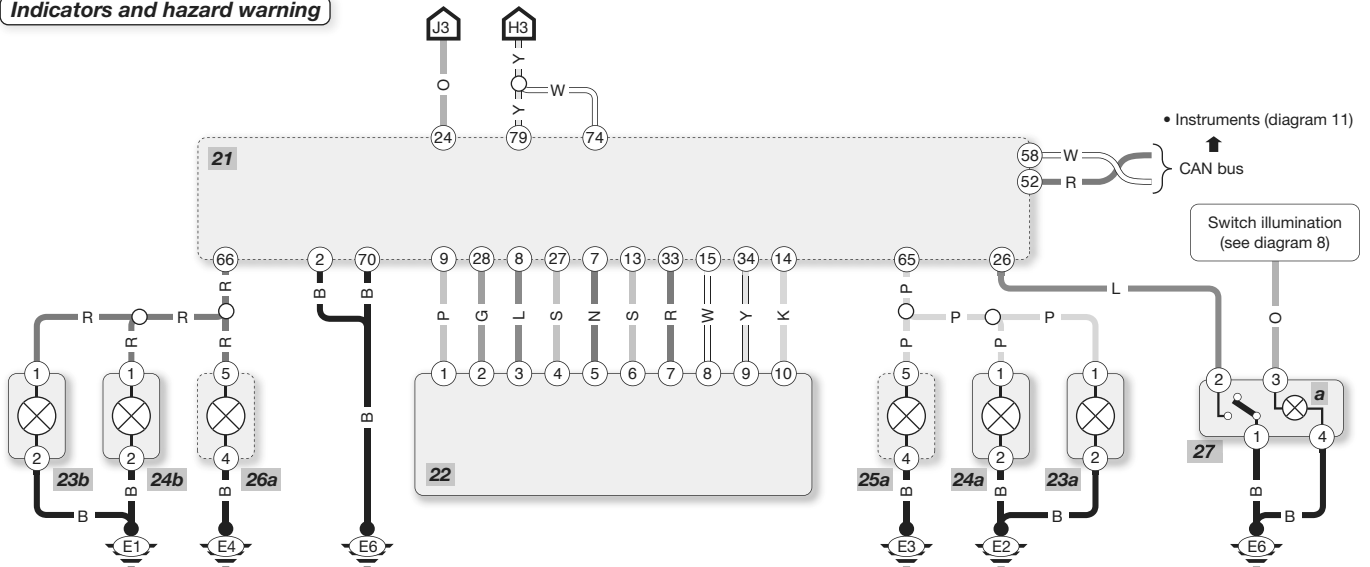 Indicators and hazard warning
J3 H3
O Y W Y
24 79 74
21
58 W
52 R
• Instruments (diagram 11)
CAN bus
Switch illumination
(see diagram 8)
66 2 70 9 28 8 27 7 13 33 15 34 14 65 26
R B B P G L S N S R W Y K P L O
R R R R P P P P
B
1 1 5 1 2 3 4 5 6 7 8 9 10 5 1 1 2 3
a
2 2 4 4 2 2 1 4
23b 24b 26a 22 25a 24a 23a 27
B B B B B B B B
E1 E4 E6 E3 E2 E6